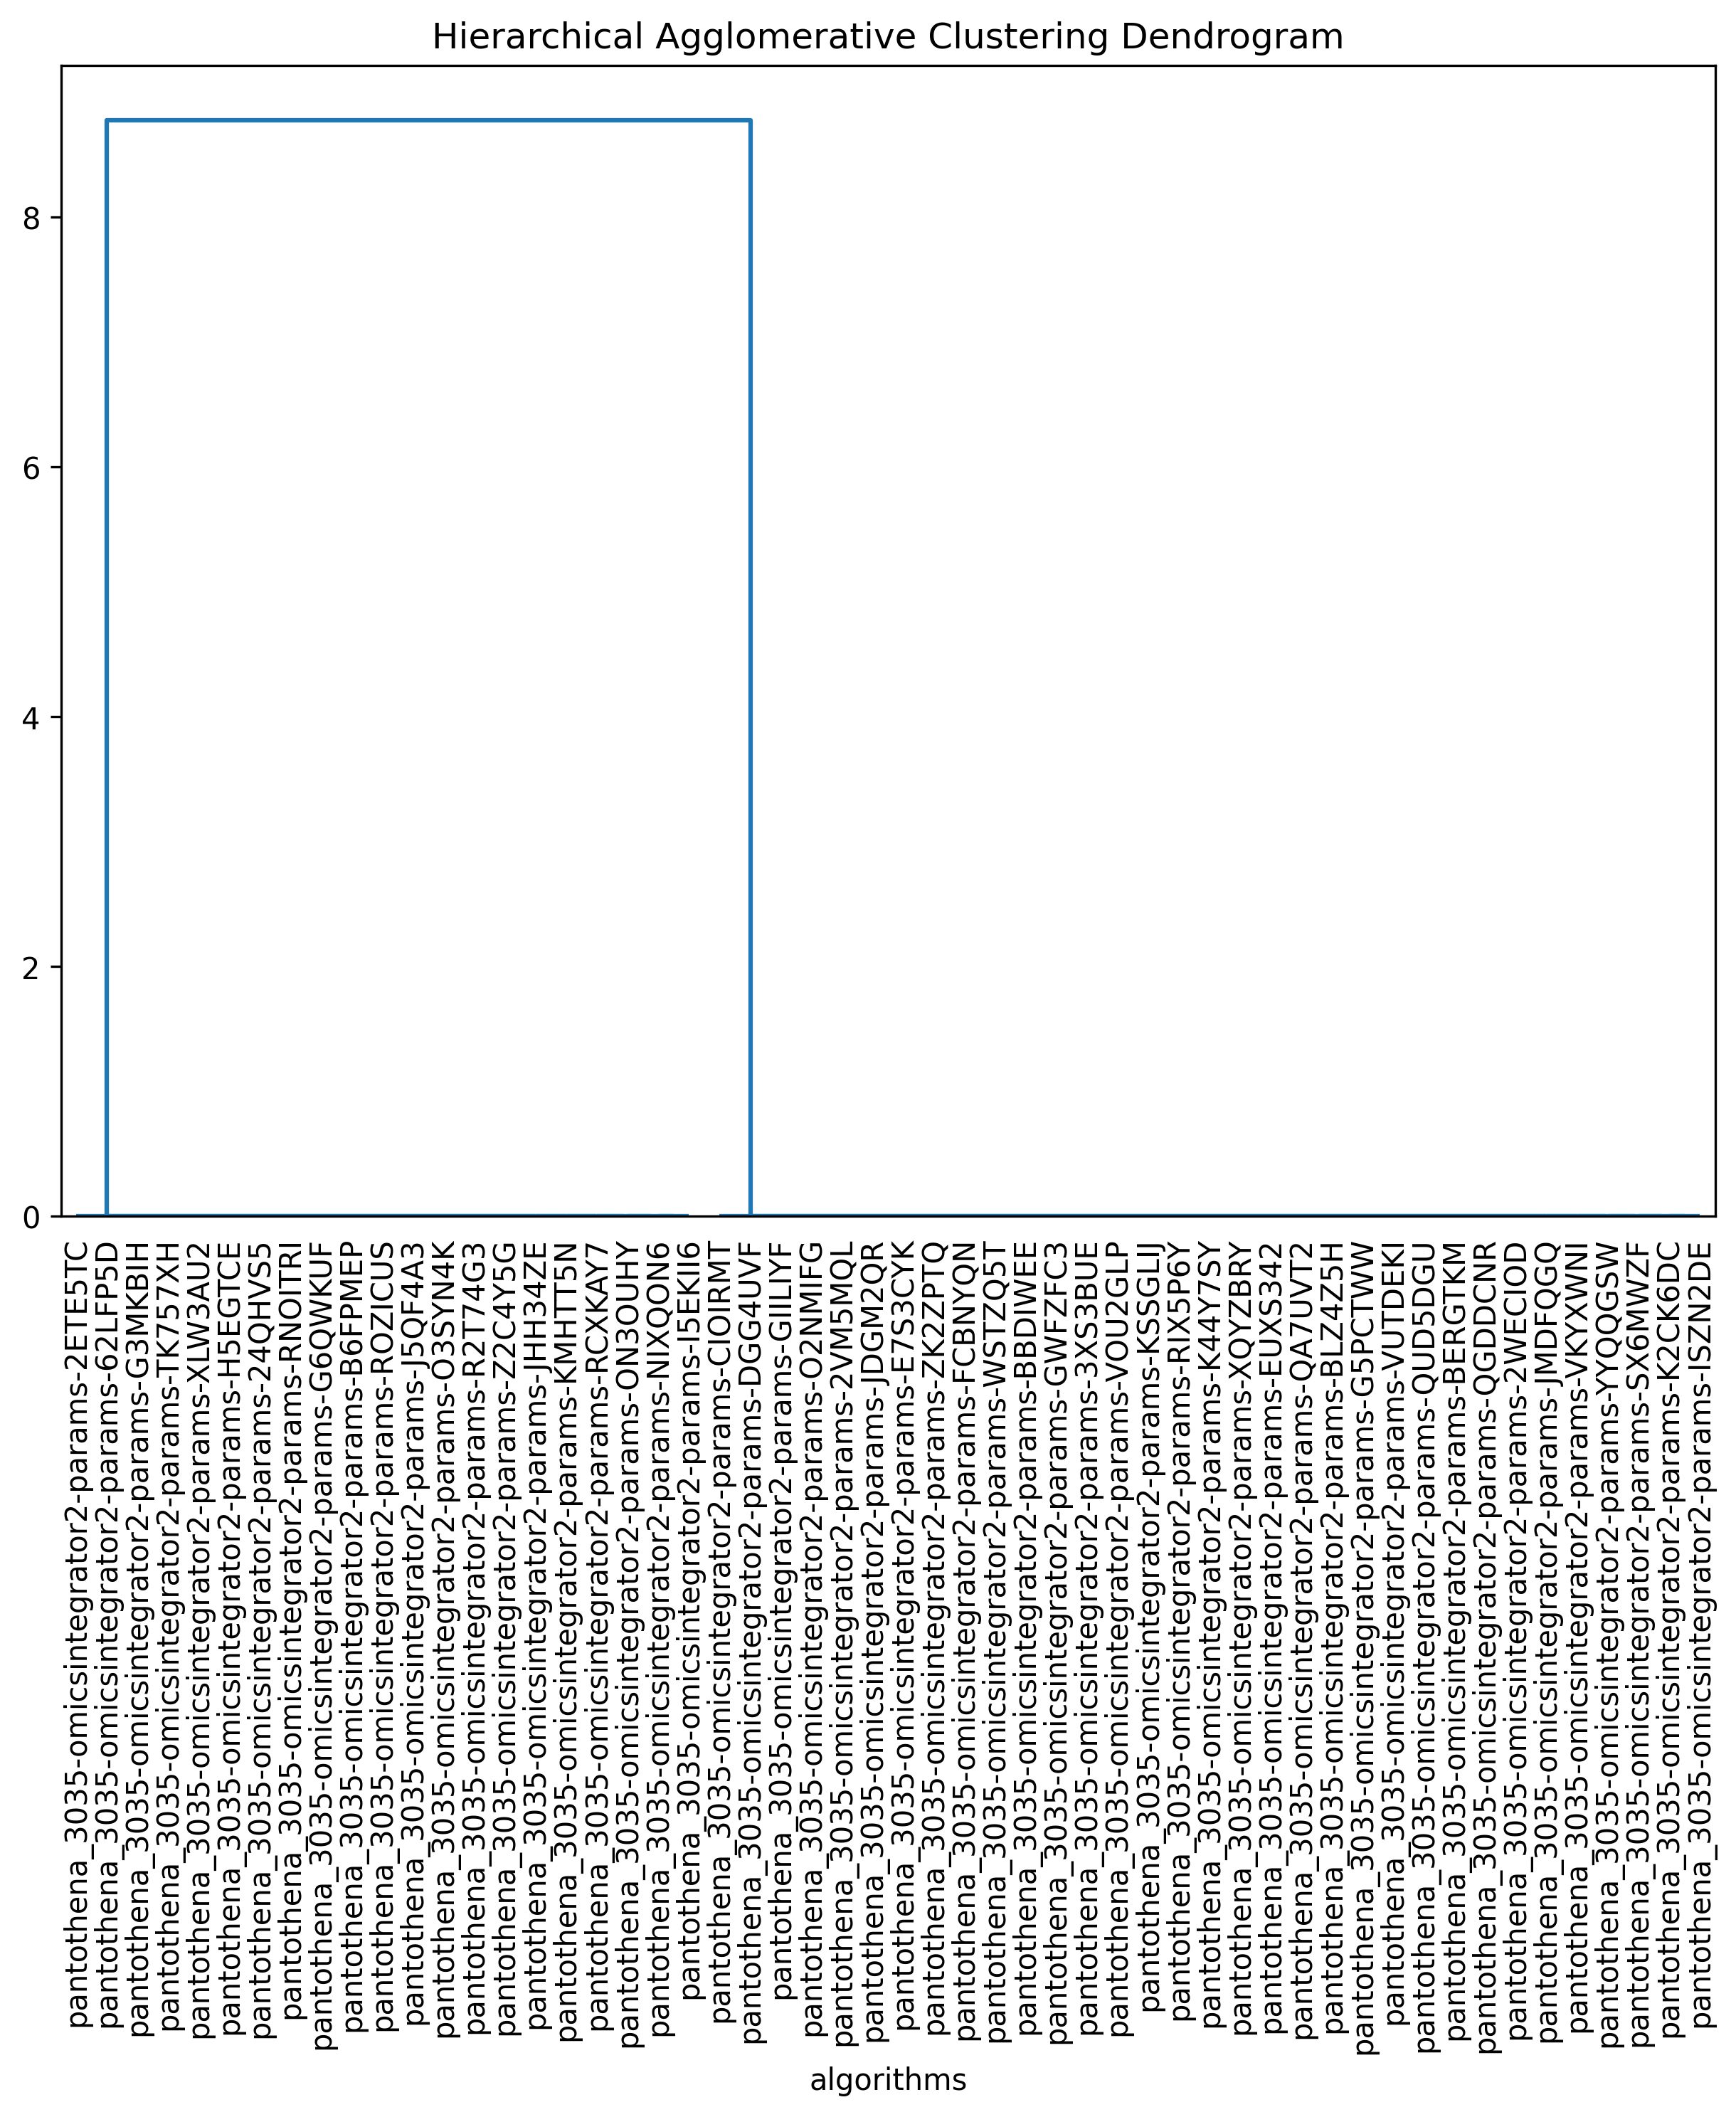 Hierarchical Agglomerative Clustering Dendrogram
8
6
4
2
0
pantothena_3035-omicsintegrator2-params-2ETE5TC
pantothena_3035-omicsintegrator2-params-62LFP5D
pantothena_3035-omicsintegrator2-params-G3MKBIH
pantothena_3035-omicsintegrator2-params-TK757XH
pantothena_3035-omicsintegrator2-params-XLW3AU2
pantothena_3035-omicsintegrator2-params-H5EGTCE
pantothena_3035-omicsintegrator2-params-24QHVS5
pantothena_3035-omicsintegrator2-params-RNOITRI
pantothena_3035-omicsintegrator2-params-G6QWKUF
pantothena_3035-omicsintegrator2-params-B6FPMEP
pantothena_3035-omicsintegrator2-params-ROZICUS
pantothena_3035-omicsintegrator2-params-J5QF4A3
pantothena_3035-omicsintegrator2-params-O3SYN4K
pantothena_3035-omicsintegrator2-params-R2T74G3
pantothena_3035-omicsintegrator2-params-Z2C4Y5G
pantothena_3035-omicsintegrator2-params-JHH34ZE
pantothena_3035-omicsintegrator2-params-KMHTT5N
pantothena_3035-omicsintegrator2-params-RCXKAY7
pantothena_3035-omicsintegrator2-params-ON3OUHY
pantothena_3035-omicsintegrator2-params-NIXQON6
pantothena_3035-omicsintegrator2-params-I5EKII6
pantothena_3035-omicsintegrator2-params-CIOIRMT
pantothena_3035-omicsintegrator2-params-DGG4UVF
pantothena_3035-omicsintegrator2-params-GIILIYF
pantothena_3035-omicsintegrator2-params-O2NMIFG
pantothena_3035-omicsintegrator2-params-2VM5MQL
pantothena_3035-omicsintegrator2-params-JDGM2QR
pantothena_3035-omicsintegrator2-params-E7S3CYK
pantothena_3035-omicsintegrator2-params-ZK2ZPTQ
pantothena_3035-omicsintegrator2-params-FCBNYQN
pantothena_3035-omicsintegrator2-params-WSTZQ5T
pantothena_3035-omicsintegrator2-params-BBDIWEE
pantothena_3035-omicsintegrator2-params-GWFZFC3
pantothena_3035-omicsintegrator2-params-3XS3BUE
pantothena_3035-omicsintegrator2-params-VOU2GLP
pantothena_3035-omicsintegrator2-params-KSSGLIJ
pantothena_3035-omicsintegrator2-params-RIX5P6Y
pantothena_3035-omicsintegrator2-params-K44Y7SY
pantothena_3035-omicsintegrator2-params-XQYZBRY
pantothena_3035-omicsintegrator2-params-EUXS342
pantothena_3035-omicsintegrator2-params-QA7UVT2
pantothena_3035-omicsintegrator2-params-BLZ4Z5H
pantothena_3035-omicsintegrator2-params-G5PCTWW
pantothena_3035-omicsintegrator2-params-VUTDEKI
pantothena_3035-omicsintegrator2-params-QUD5DGU
pantothena_3035-omicsintegrator2-params-BERGTKM
pantothena_3035-omicsintegrator2-params-QGDDCNR
pantothena_3035-omicsintegrator2-params-2WECIOD
pantothena_3035-omicsintegrator2-params-JMDFQGQ
pantothena_3035-omicsintegrator2-params-VKYXWNI
pantothena_3035-omicsintegrator2-params-YYQQGSW
pantothena_3035-omicsintegrator2-params-SX6MWZF
pantothena_3035-omicsintegrator2-params-K2CK6DC
pantothena_3035-omicsintegrator2-params-ISZN2DE
algorithms